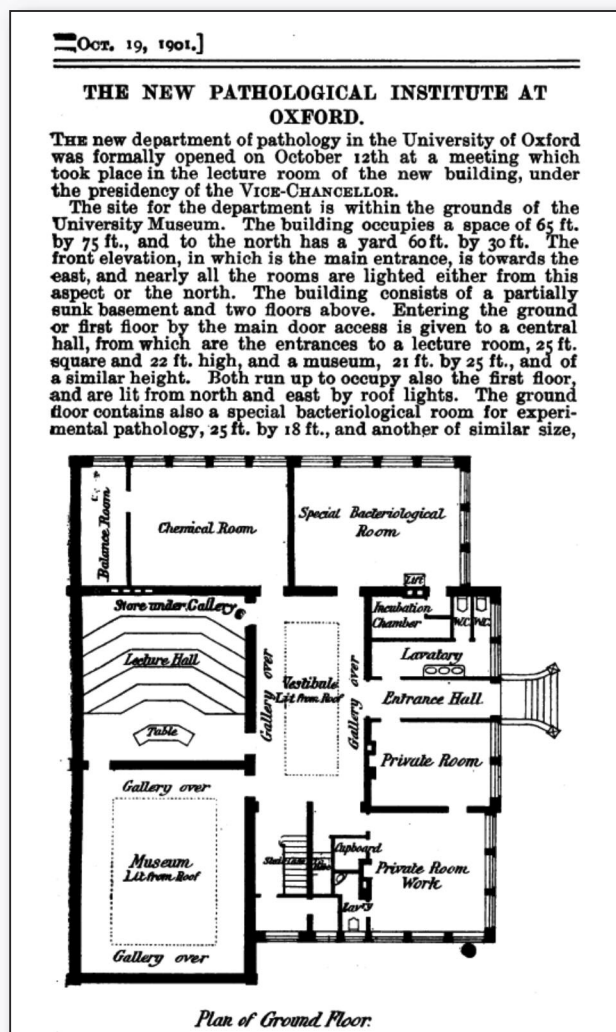 OCT. 19, 1901.]
THE NEW PATHOLOGICAL INSTITUTE AT
OXFORD.
THE new department of pathology in the University of Oxford
was formally opened on October 12th at a meeting which
took place in the lecture room of the new building, under
the presidency of the VICE-CHANCELLOR.
The site for the department is within the grounds of the
University Museum. The building occupies a space of 65 ft.
by 75 ft., and to the north has a yard 60 ft. by 30 ft. The
front elevation, in which is the main entrance, is towards the
east, and nearly all the rooms are lighted either from this
aspect or the north. The building consists of a partially
sunk basement and two floors above. Entering the ground
or first floor by the main door access is given to a central
hall, from which are the entrances to a lecture room, 25 ft.
square and 22 ft. high, and a museum, 21 ft. by 25 ft., and of
a similar height. Both run up to occupy also the first floor,
and are lit from north and east by roof lights. The ground
floor contains also a special bacteriological room for experi-
mental pathology, 25 ft. by 18 ft., and another of similar size,
Balance Room
Chemical Room
Special Bacteriological
Room
Lift
Store under Gallery
Incubation
Chamber
W.C.
W.C.
Lecture Hall
Lavatory
Gallery over
Vestibule
Lit from Roof
Gallery over
Entrance Hall
Table
Private Room
Gallery over
Museum
Lit from Roof
Cupboard
Private Room
Work
Lavy
Gallery over
Plan of Ground Floor.